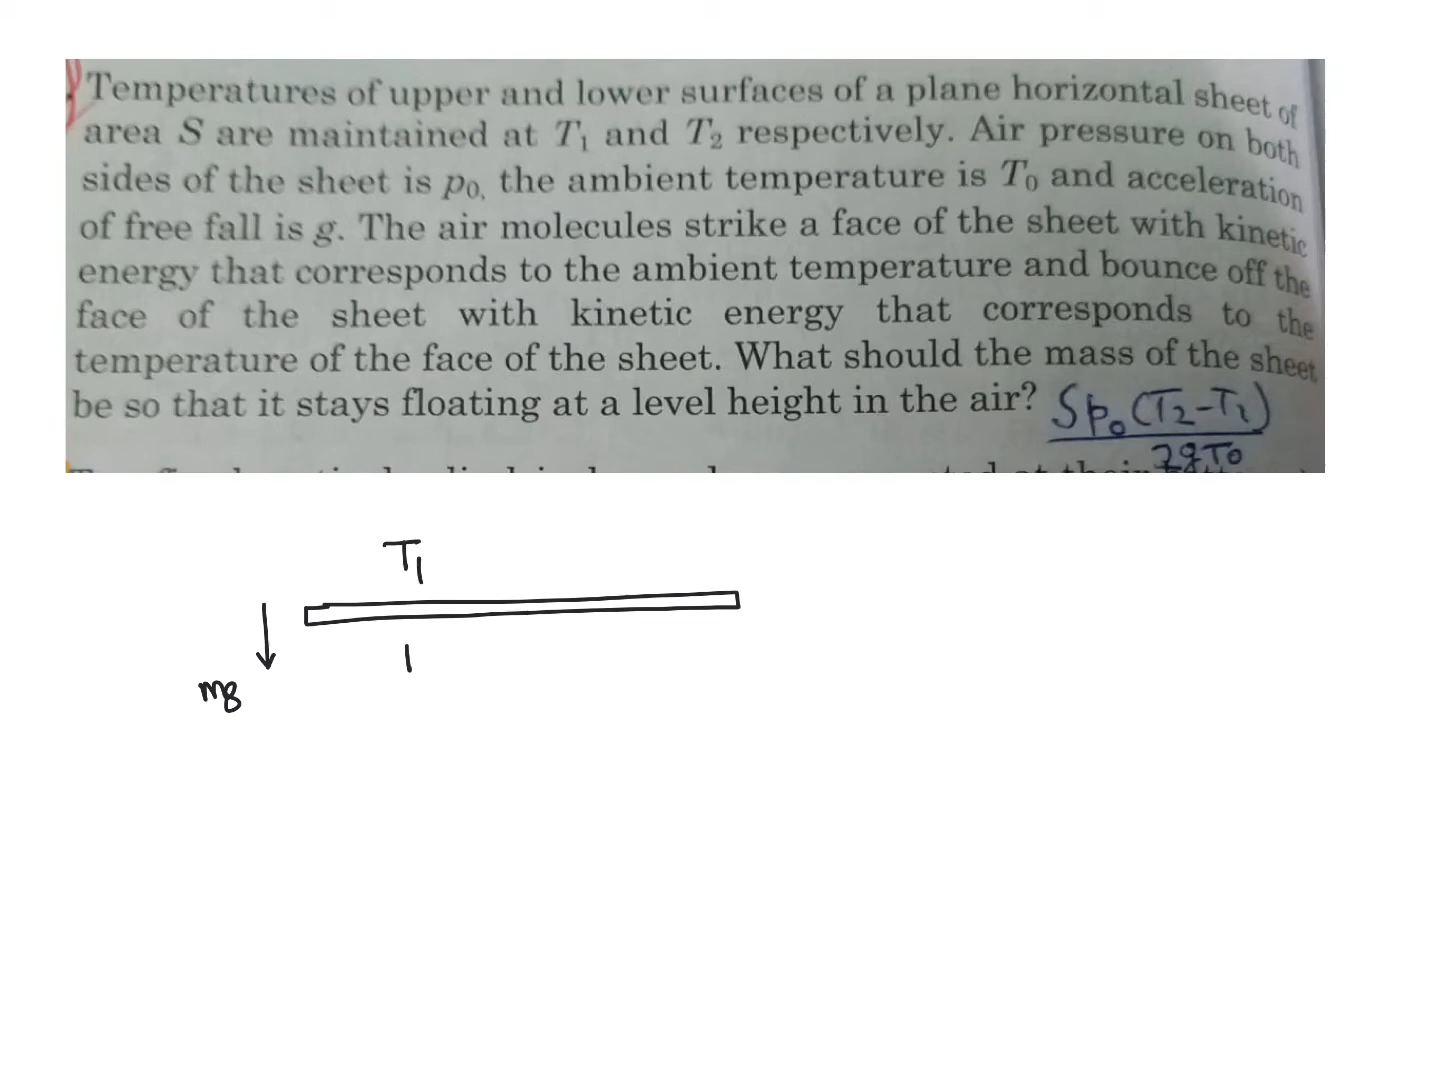 Temperatures of upper and lower surfaces of a plane horizontal sheet of
area S are maintained at T₁ and T₂ respectively. Air pressure on both
sides of the sheet is p₀, the ambient temperature is T₀ and acceleration
of free fall is g. The air molecules strike a face of the sheet with kinetic
energy that corresponds to the ambient temperature and bounce off the
face of the sheet with kinetic energy that corresponds to the
temperature of the face of the sheet. What should the mass of the sheet
be so that it stays floating at a level height in the air?
Sp₀(T₂-T₁)
2gT₀
T₁
mg